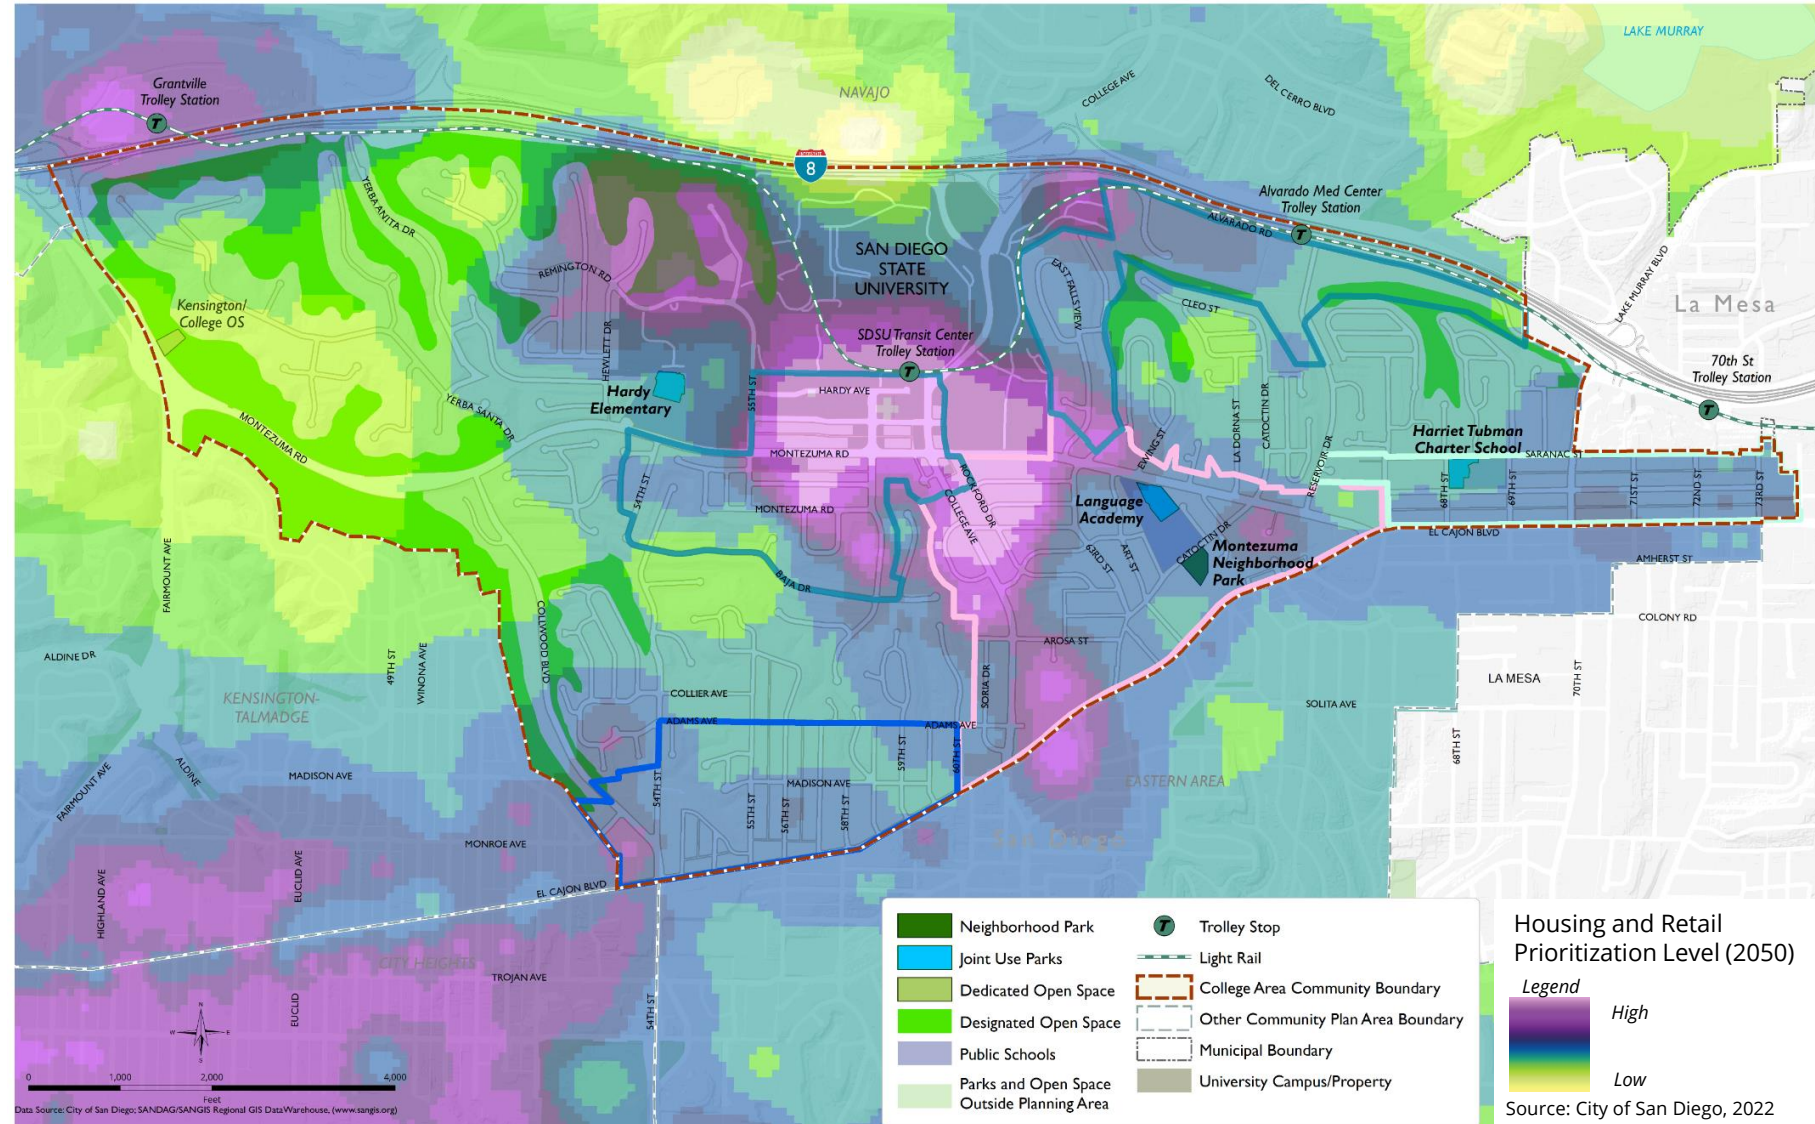 LAKE MURRAY
Grantville
Trolley Station
NAVAJO
COLLEGE AVE
DEL CERRO BLVD
8
YERBA ANITA DR
Alvarado Med Center
Trolley Station
ALVARADO RD
SAN DIEGO
STATE
UNIVERSITY
REMINGTON RD
EAST FALLS VIEW
CLEO ST
LAKE MURRAY BLVD
La Mesa
Kensington/
College OS
HEWLETT DR
SDSU Transit Center
Trolley Station
70th St
Trolley Station
Hardy
Elementary
55TH ST
HARDY AVE
YERBA SANTA DR
MONTEZUMA RD
MONTEZUMA RD
EWING ST
LA DORNA ST
CATOCTIN DR
RESERVOIR DR
Harriet Tubman
Charter School
SARANAC ST
54TH ST
ROCKFORD DR
COLLEGE AVE
MONTEZUMA RD
68TH ST
69TH ST
71ST ST
72ND ST
73RD ST
Language
Academy
CATOCTIN DR
63RD ST
ART ST
Montezuma
Neighborhood
Park
EL CAJON BLVD
AMHERST ST
FAIRMOUNT AVE
BAJA DR
COLONY RD
COLLWOOD BLVD
AROSA ST
ALDINE DR
49TH ST
WINONA AVE
KENSINGTON-
TALMADGE
COLLIER AVE
SORIA DR
LA MESA
70TH ST
SOLITA AVE
ADAMS AVE
ADAMS AVE
59TH ST
60TH ST
68TH ST
FAIRMOUNT AVE
ALDINE
MADISON AVE
54TH ST
MADISON AVE
55TH ST
56TH ST
58TH ST
EASTERN AREA
San Diego
MONROE AVE
HIGHLAND AVE
EUCLID AVE
EL CAJON BLVD
CITY HEIGHTS
TROJAN AVE
EUCLID
54TH ST
N
W
E
S
0
1,000
2,000
4,000
Feet
Data Source: City of San Diego; SANDAG/SANGIS Regional GIS Data Warehouse, (www.sangis.org)
Neighborhood Park
Joint Use Parks
Dedicated Open Space
Designated Open Space
Public Schools
Parks and Open Space
Outside Planning Area
T
Trolley Stop
Light Rail
College Area Community Boundary
Other Community Plan Area Boundary
Municipal Boundary
University Campus/Property
Housing and Retail
Prioritization Level (2050)
Legend
High
Low
Source: City of San Diego, 2022